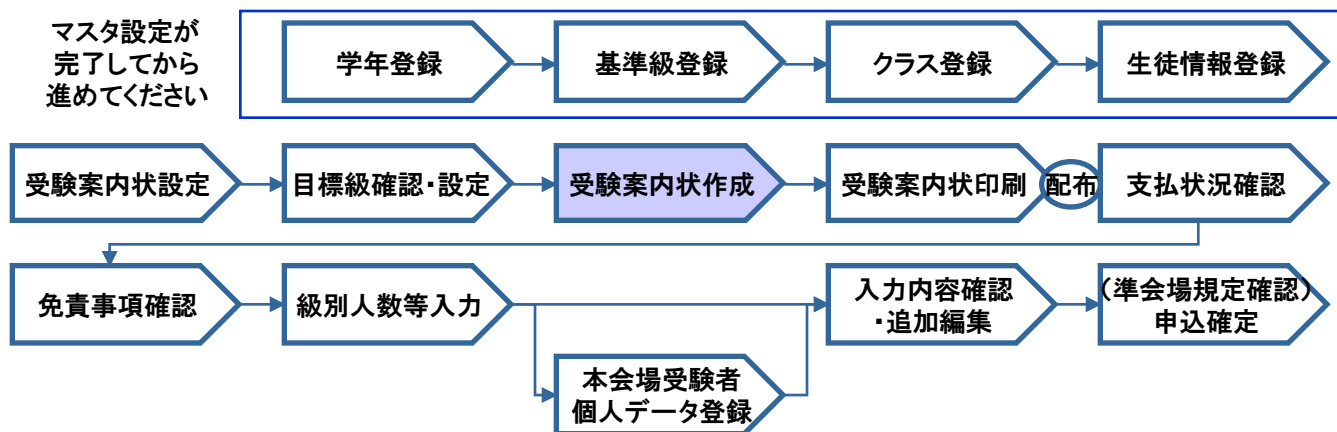 マスタ設定が
完了してから
進めてください
学年登録
基準級登録
クラス登録
生徒情報登録
受験案内状設定
目標級確認・設定
受験案内状作成
受験案内状印刷
配布
支払状況確認
免責事項確認
級別人数等入力
本会場受験者
個人データ登録
入力内容確認
・追加編集
（準会場規定確認）
申込確定